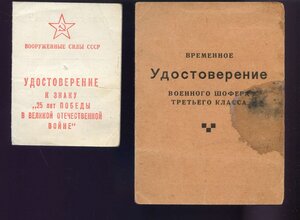 ВООРУЖЕННЫЕ СИЛЫ СССР
УДОСТОВЕРЕНИЕ
К ЗНАКУ
„25 лет ПОБЕДЫ
В ВЕЛИКОЙ ОТЕЧЕСТВЕННОЙ
ВОЙНЕ"
ВРЕМЕННОЕ
Удостоверение
ВОЕННОГО ШОФЕРА
ТРЕТЬЕГО КЛАССА